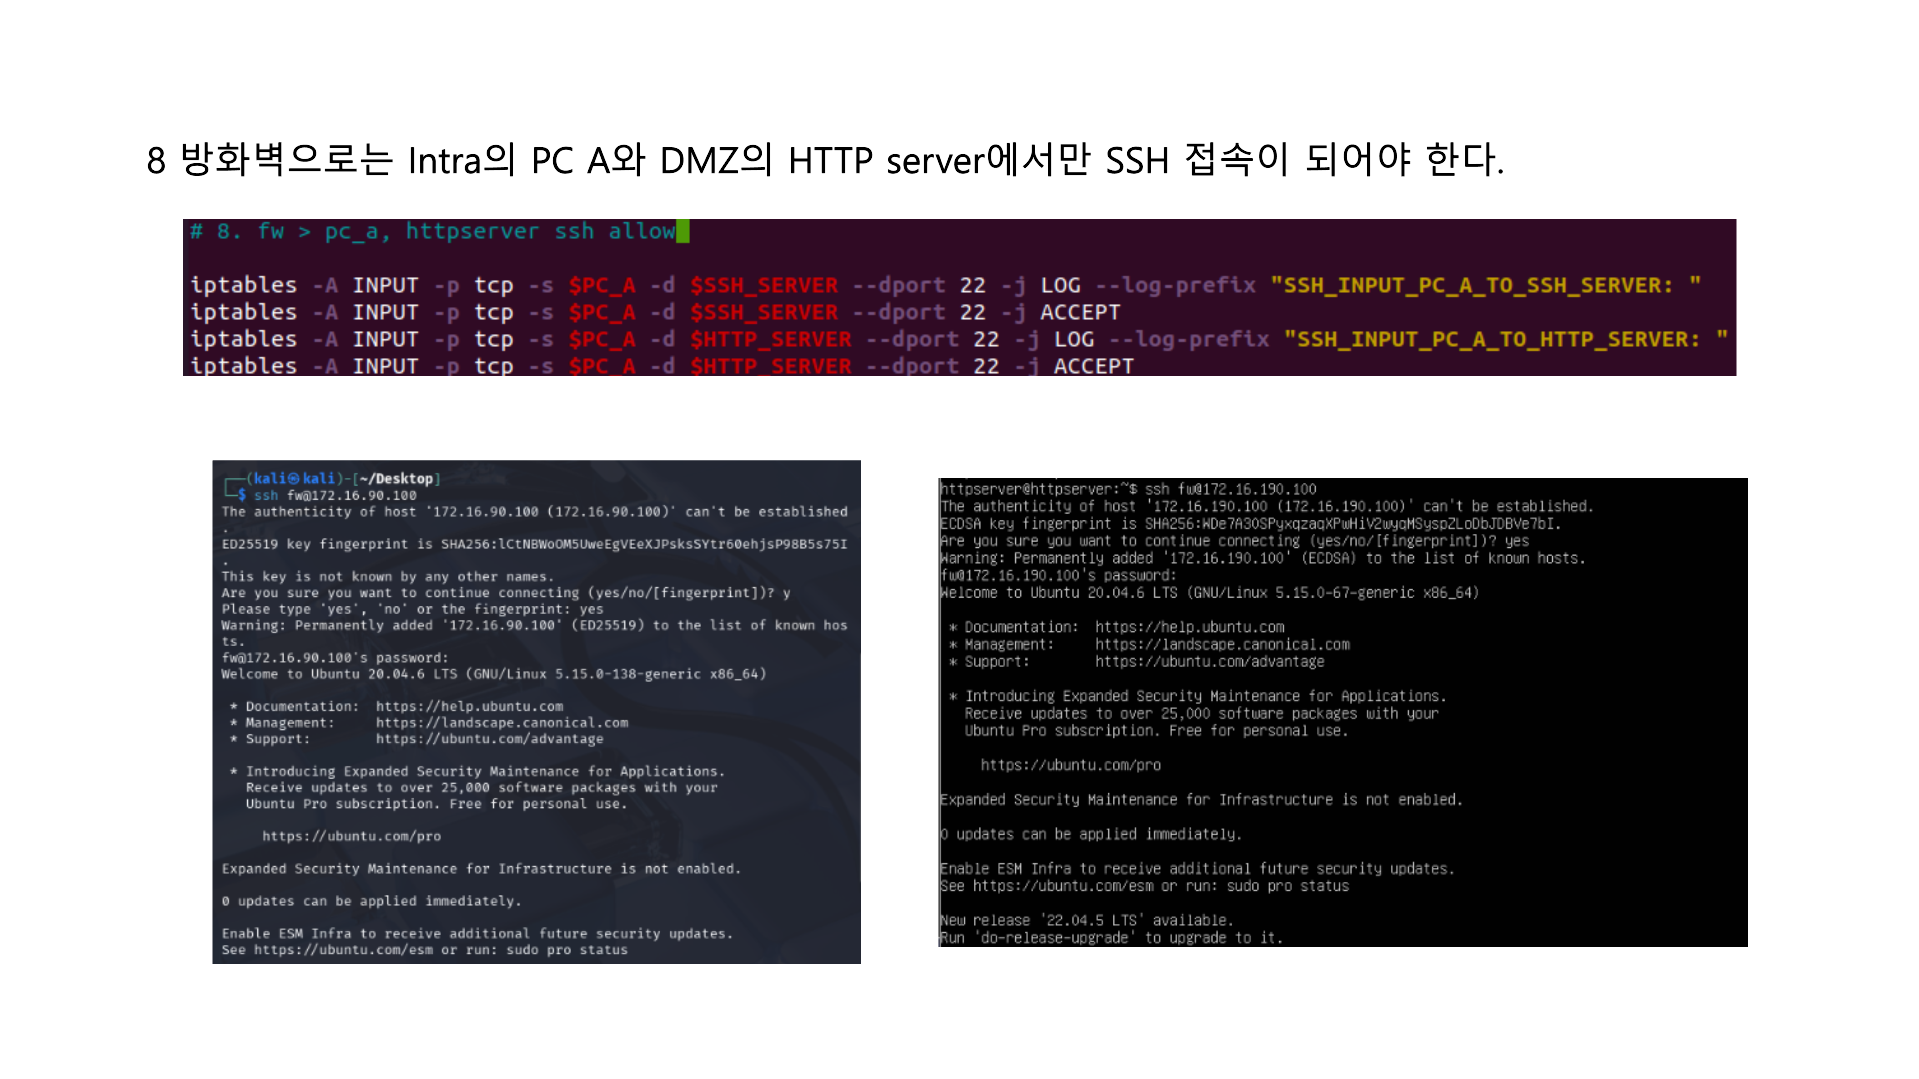 8 방화벽으로는 Intra의 PC A와 DMZ의 HTTP server에서만 SSH 접속이 되어야 한다.
# 8. fw > pc_a, httpserver ssh allow
iptables -A INPUT -p tcp -s $PC_A -d $SSH_SERVER --dport 22 -j LOG --log-prefix "SSH_INPUT_PC_A_TO_SSH_SERVER: "
iptables -A INPUT -p tcp -s $PC_A -d $SSH_SERVER --dport 22 -j ACCEPT
iptables -A INPUT -p tcp -s $PC_A -d $HTTP_SERVER --dport 22 -j LOG --log-prefix "SSH_INPUT_PC_A_TO_HTTP_SERVER: "
iptables -A INPUT -p tcp -s $PC_A -d $HTTP_SERVER --dport 22 -j ACCEPT
┌──(kali㉿kali)-[~/Desktop]
└─$ ssh fw@172.16.90.100
The authenticity of host '172.16.90.100 (172.16.90.100)' can't be established
.
ED25519 key fingerprint is SHA256:lCtNBWoOM5UweEgVEeXJPsksSYtr60ehjsP98B5s75I
.
This key is not known by any other names.
Are you sure you want to continue connecting (yes/no/[fingerprint])? y
Please type 'yes', 'no' or the fingerprint: yes
Warning: Permanently added '172.16.90.100' (ED25519) to the list of known hos
ts.
fw@172.16.90.100's password:
Welcome to Ubuntu 20.04.6 LTS (GNU/Linux 5.15.0-138-generic x86_64)
* Documentation:  https://help.ubuntu.com
* Management:     https://landscape.canonical.com
* Support:        https://ubuntu.com/advantage
* Introducing Expanded Security Maintenance for Applications.
Receive updates to over 25,000 software packages with your
Ubuntu Pro subscription. Free for personal use.
https://ubuntu.com/pro
Expanded Security Maintenance for Infrastructure is not enabled.
0 updates can be applied immediately.
Enable ESM Infra to receive additional future security updates.
See https://ubuntu.com/esm or run: sudo pro status
httpserver@httpserver:~$ ssh fw@172.16.190.100
The authenticity of host '172.16.190.100 (172.16.190.100)' can't be established.
ECDSA key fingerprint is SHA256:WDe7A3OSPyxqzaqXPwHiV2wyqMSyspZLoDbJDBVe7bI.
Are you sure you want to continue connecting (yes/no/[fingerprint])? yes
Warning: Permanently added '172.16.190.100' (ECDSA) to the list of known hosts.
fw@172.16.190.100's password:
Welcome to Ubuntu 20.04.6 LTS (GNU/Linux 5.15.0-67-generic x86_64)
* Documentation:  https://help.ubuntu.com
* Management:     https://landscape.canonical.com
* Support:        https://ubuntu.com/advantage
* Introducing Expanded Security Maintenance for Applications.
Receive updates to over 25,000 software packages with your
Ubuntu Pro subscription. Free for personal use.
https://ubuntu.com/pro
Expanded Security Maintenance for Infrastructure is not enabled.
0 updates can be applied immediately.
Enable ESM Infra to receive additional future security updates.
See https://ubuntu.com/esm or run: sudo pro status
New release '22.04.5 LTS' available.
Run 'do-release-upgrade' to upgrade to it.